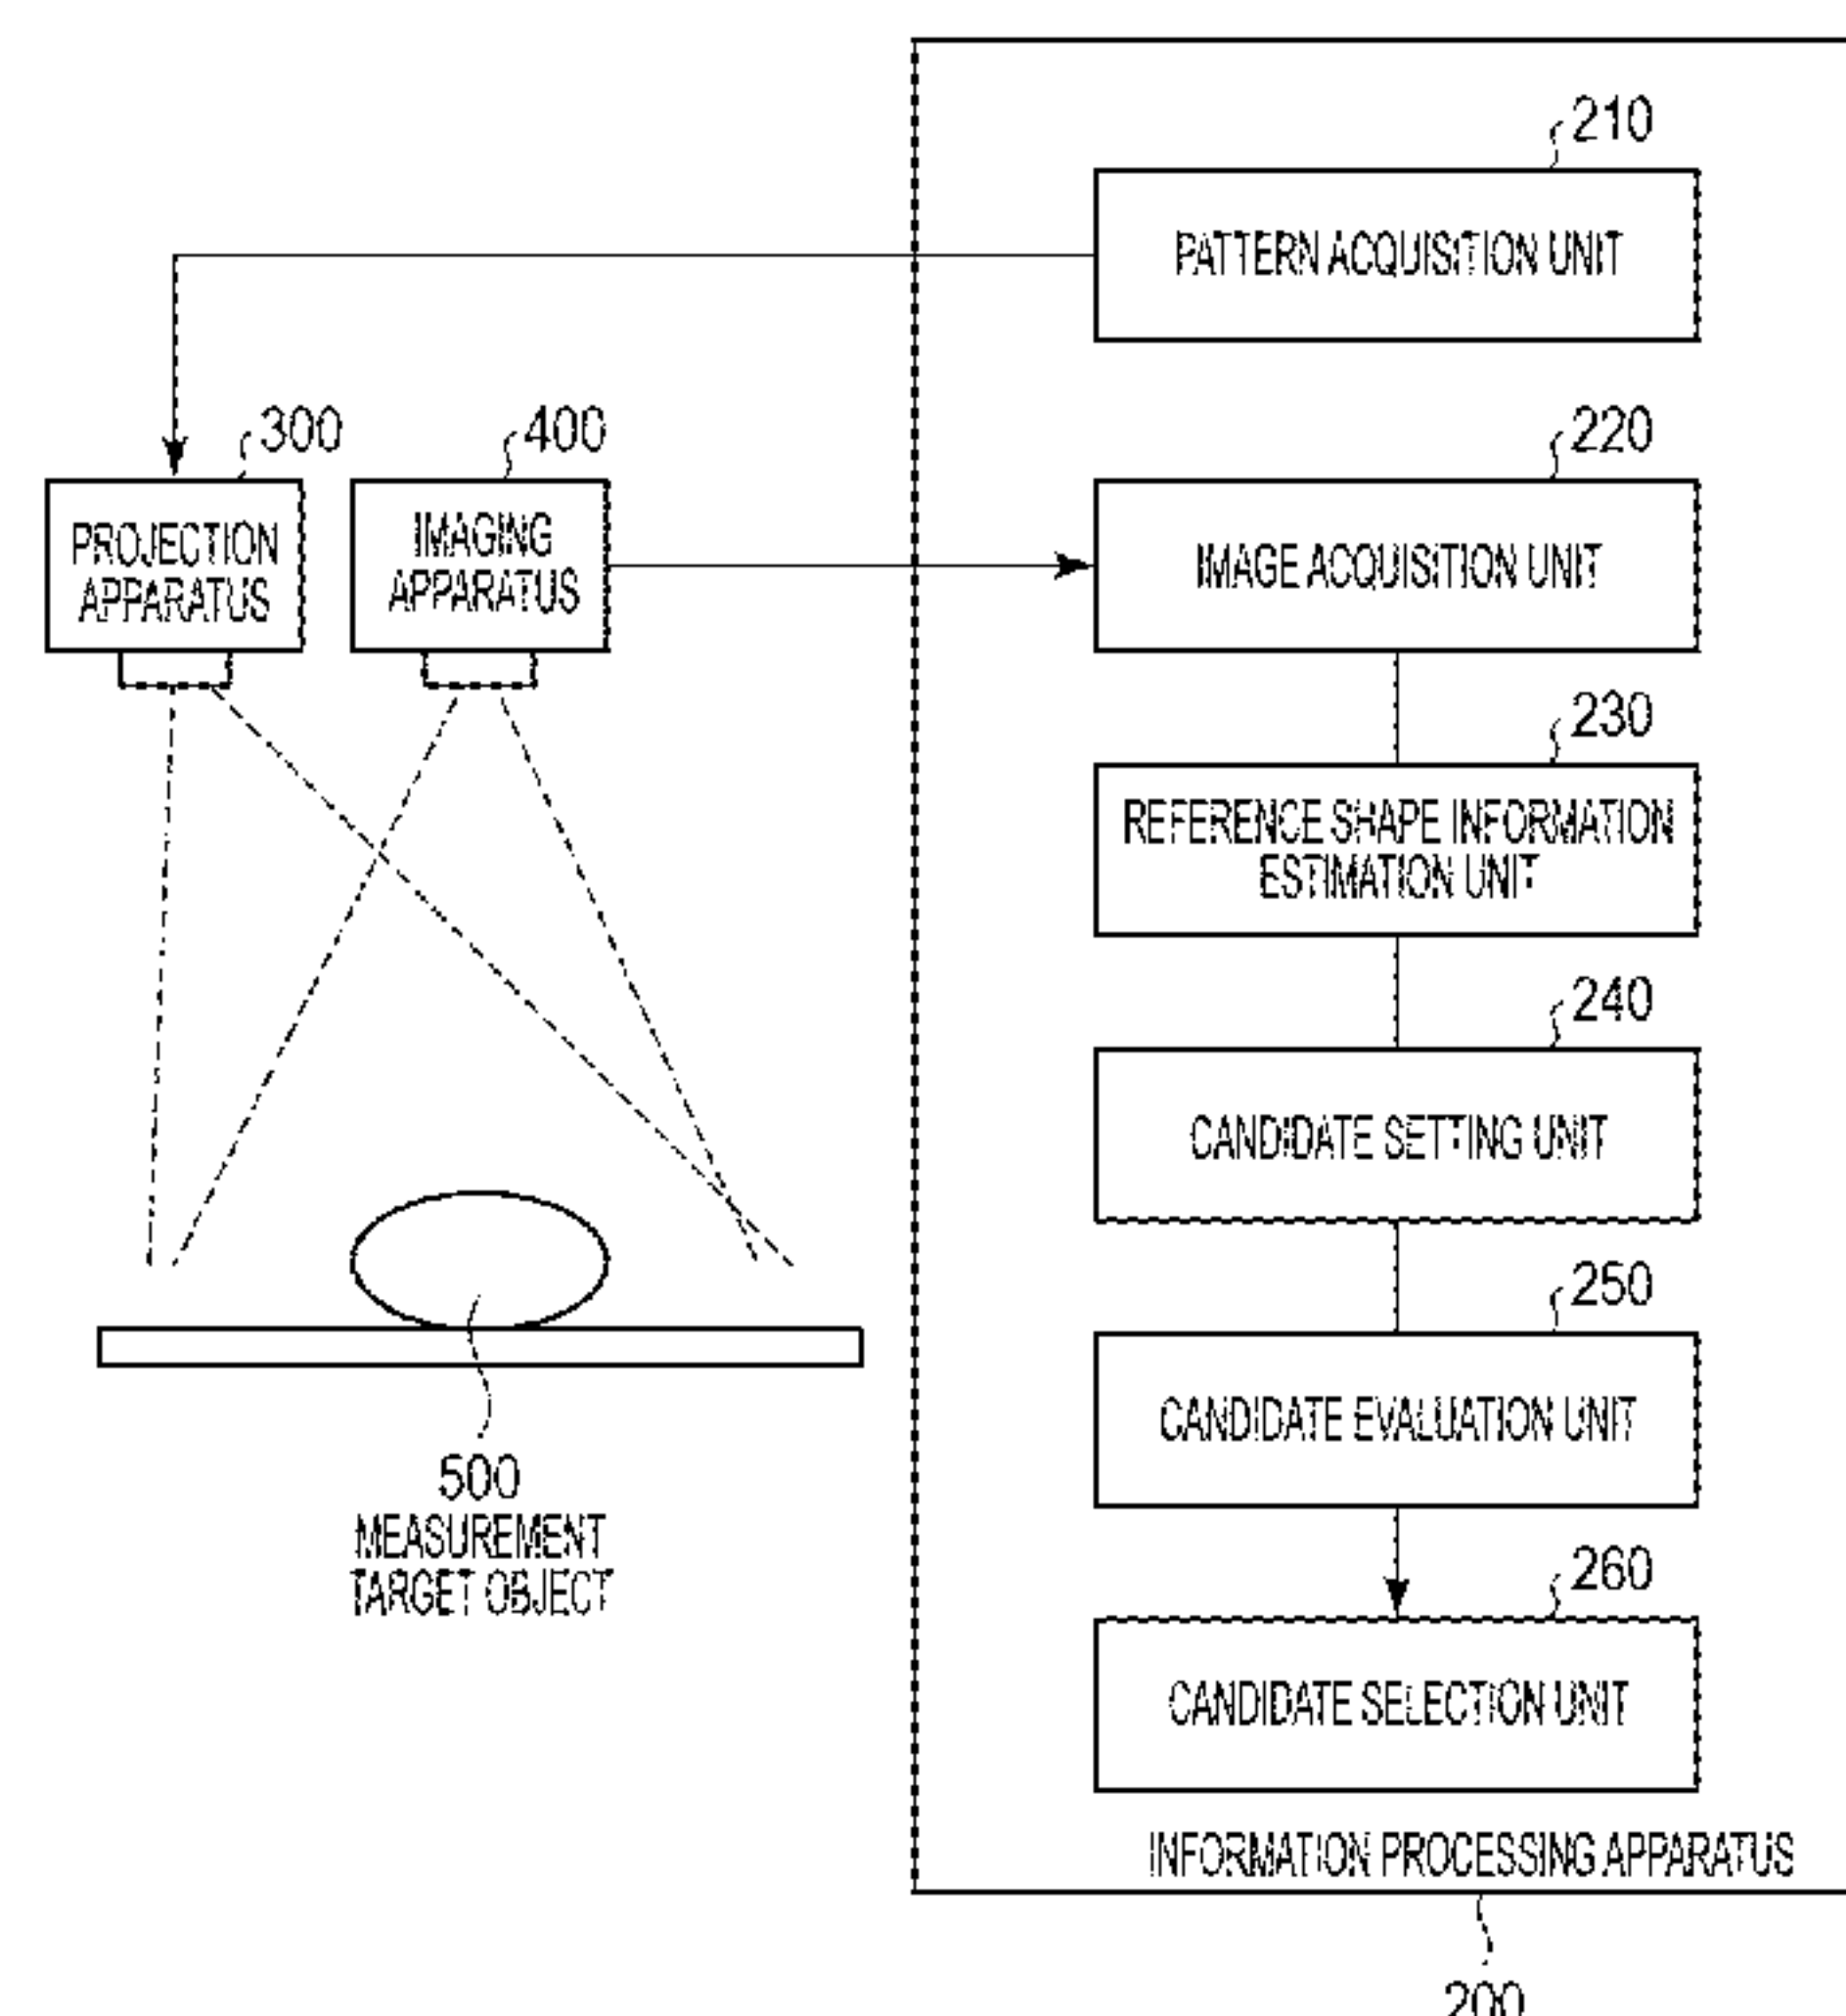 210
PATTERN ACQUISITION UNIT
300
400
220
PROJECTION
APPARATUS
IMAGING
APPARATUS
IMAGE ACQUISITION UNIT
230
REFERENCE SHAPE INFORMATION
ESTIMATION UNIT
240
CANDIDATE SETTING UNIT
250
CANDIDATE EVALUATION UNIT
500
MEASUREMENT
TARGET OBJECT
260
CANDIDATE SELECTION UNIT
INFORMATION PROCESSING APPARATUS
200